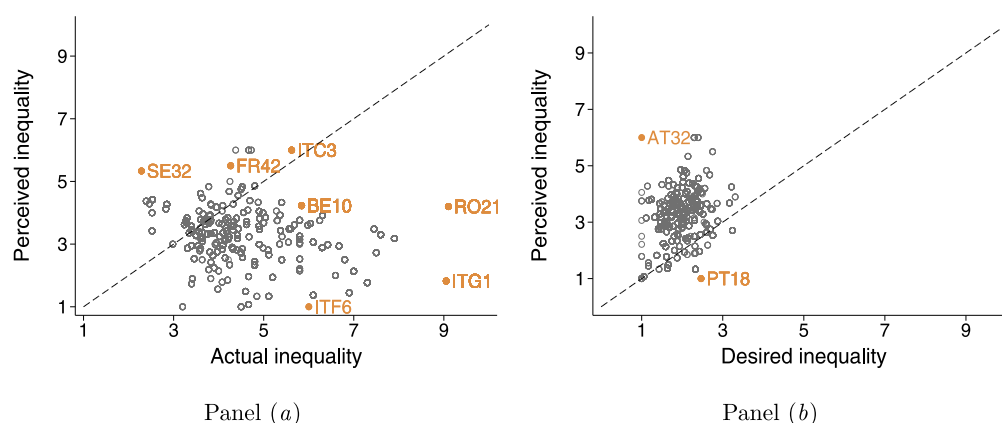 Perceived inequality
9
7
5
3
1
SE32
FR42
ITC3
BE10
RO21
ITG1
ITF6
1
3
5
7
9
Actual inequality
Panel (a)
Perceived inequality
9
7
5
3
1
AT32
PT18
1
3
5
7
9
Desired inequality
Panel (b)